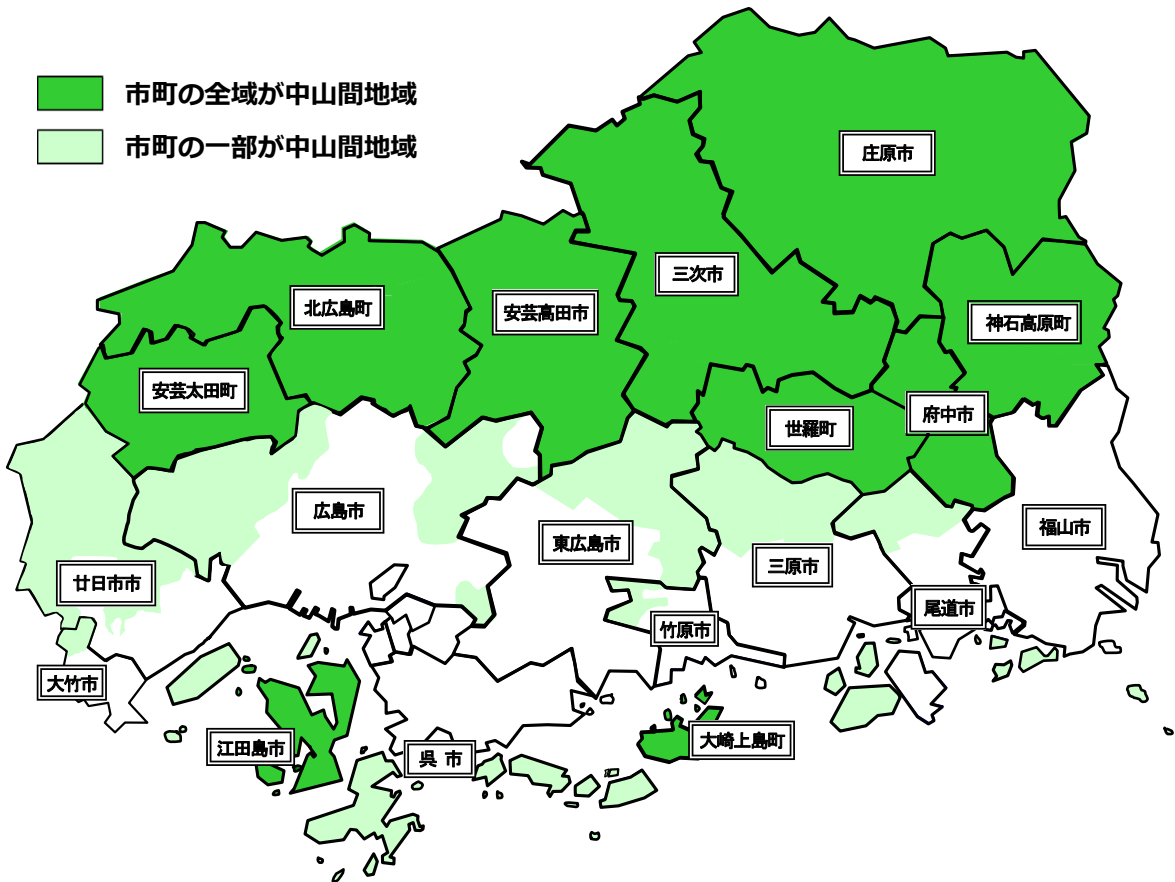 市町の全域が中山間地域
市町の一部が中山間地域
庄原市
三次市
北広島町
安芸高田市
神石高原町
安芸太田町
世羅町
府中市
広島市
福山市
東広島市
三原市
廿日市市
尾道市
竹原市
大竹市
江田島市
大崎上島町
呉 市